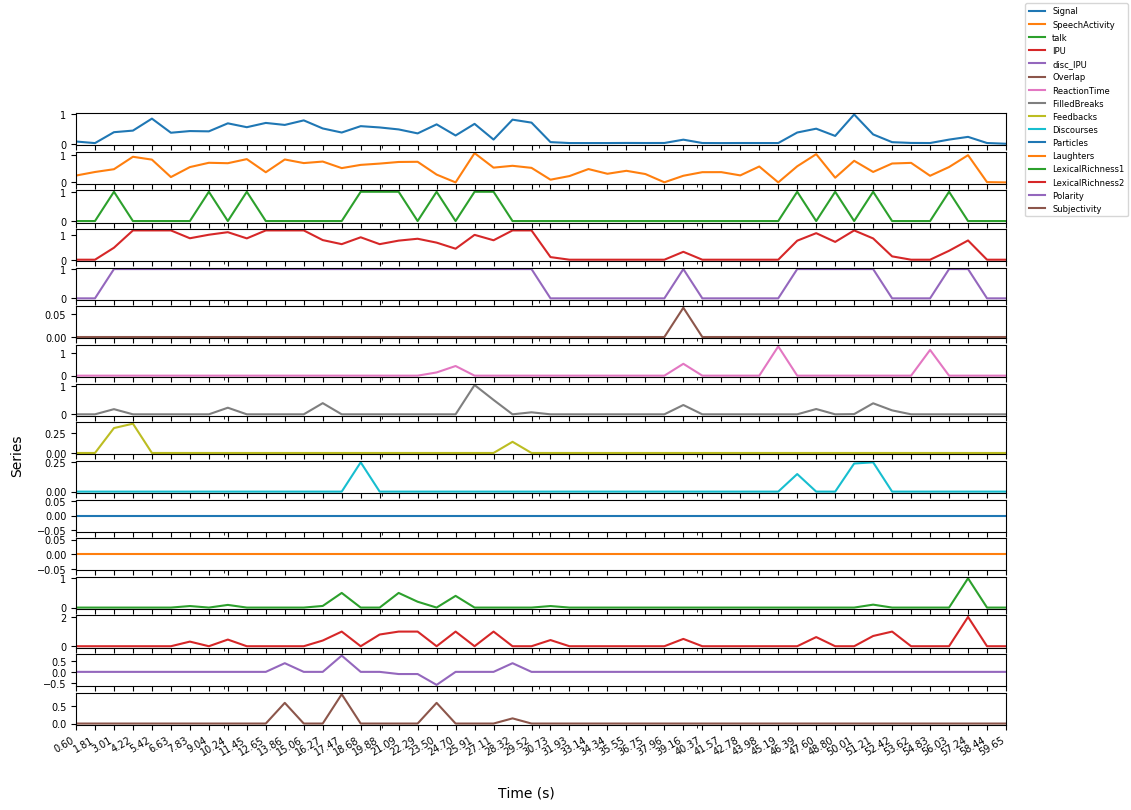 Signal
SpeechActivity
talk
IPU
disc_IPU
Overlap
ReactionTime
FilledBreaks
Feedbacks
Discourses
Particles
Laughters
LexicalRichness1
LexicalRichness2
Polarity
Subjectivity
1
0
1
0
1
0
1
0
1
0
0.05
0.00
1
0
1
0
0.25
0.00
0.25
0.00
0.05
0.00
−0.05
0.05
0.00
−0.05
1
0
2
0
0.5
0.0
−0.5
0.5
0.0
Series
0.60 1.81 3.01 4.22 5.42 6.63 7.83 9.04 10.24 11.45 12.65 13.86 15.06 16.27 17.47 18.68 19.88 21.09 22.29 23.50 24.70 25.91 27.11 28.32 29.52 30.73 31.93 33.14 34.34 35.55 36.75 37.96 39.16 40.37 41.57 42.78 43.98 45.19 46.39 47.60 48.80 50.01 51.21 52.42 53.62 54.83 56.03 57.24 58.44 59.65
Time (s)